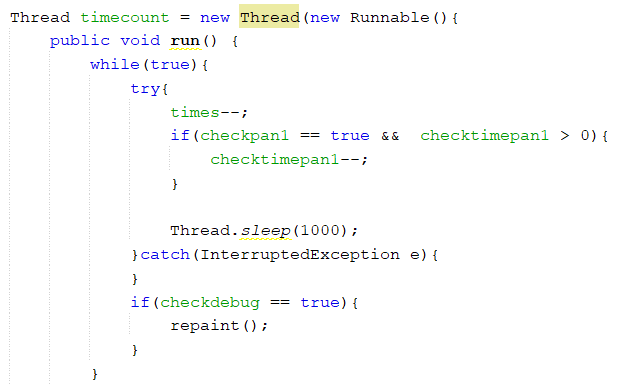 Thread timecount = new Thread(new Runnable(){
    public void run() {
        while(true){
            try{
                times--;
                if(checkpan1 == true &&  checktimepan1 > 0){
                    checktimepan1--;
                }

                Thread.sleep(1000);
            }catch(InterruptedException e){
            }
            if(checkdebug == true){
                repaint();
            }
        }